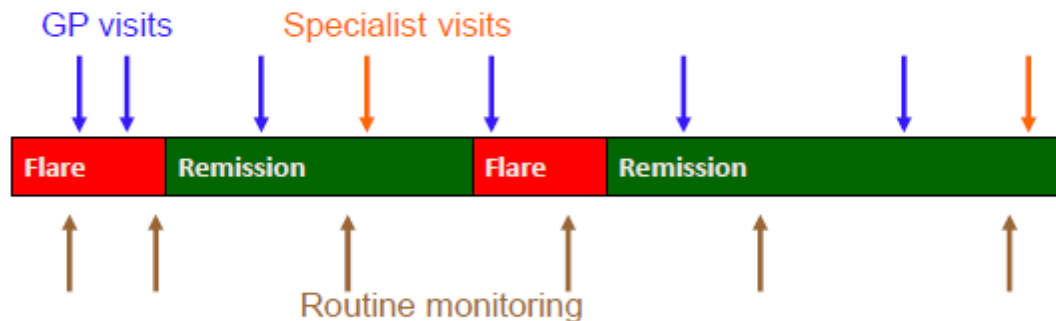 GP visits Specialist visits
Flare Remission Flare Remission
Routine monitoring